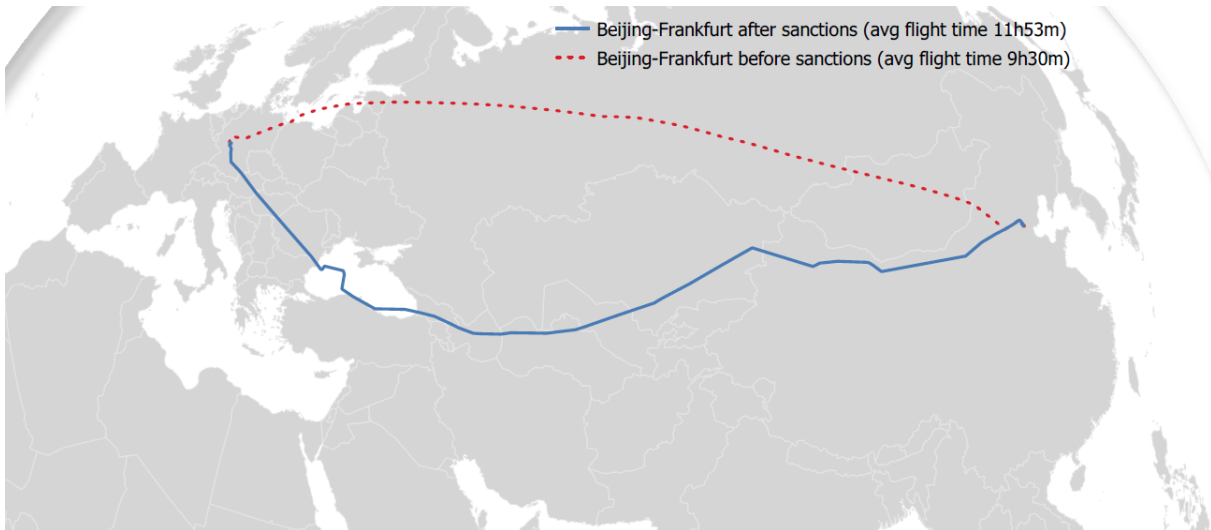 Beijing-Frankfurt after sanctions (avg flight time 11h53m)
Beijing-Frankfurt before sanctions (avg flight time 9h30m)